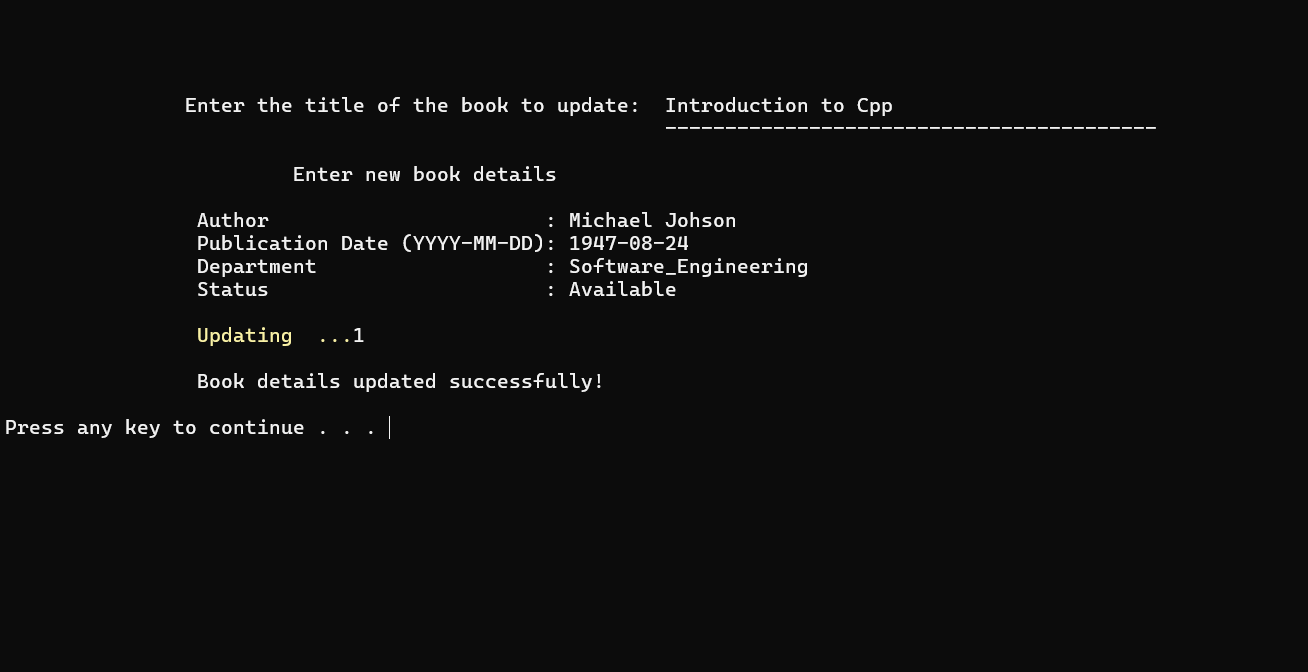 Enter the title of the book to update:  Introduction to Cpp
-----------------------------------------
Enter new book details
Author                       : Michael Johson
Publication Date (YYYY-MM-DD): 1947-08-24
Department                   : Software_Engineering
Status                       : Available
Updating  ...1
Book details updated successfully!
Press any key to continue . . .